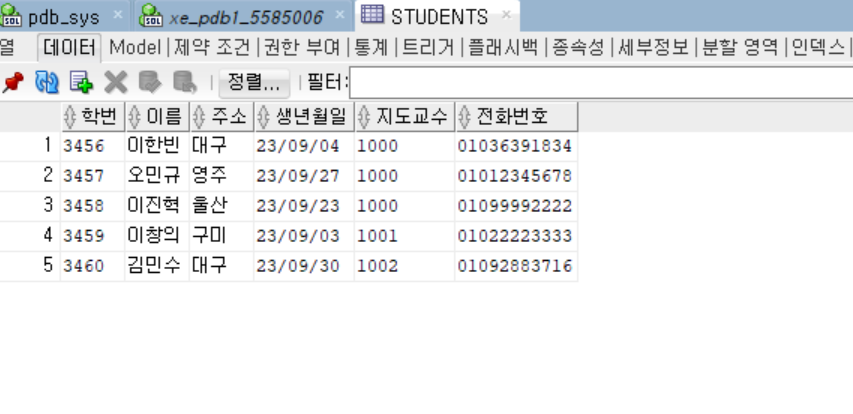 pdb_sys × xe_pdb1_5585006 × STUDENTS ×
열 데이터 Model 제약 조건 권한 부여 통계 트리거 플래시백 종속성 세부정보 분할 영역 인덱스
정렬... 필터:
학번 이름 주소 생년월일 지도교수 전화번호
1 3456 이한빈 대구 23/09/04 1000 01036391834
2 3457 오민규 영주 23/09/27 1000 01012345678
3 3458 이진혁 울산 23/09/23 1000 01099992222
4 3459 이창의 구미 23/09/03 1001 01022223333
5 3460 김민수 대구 23/09/30 1002 01092883716